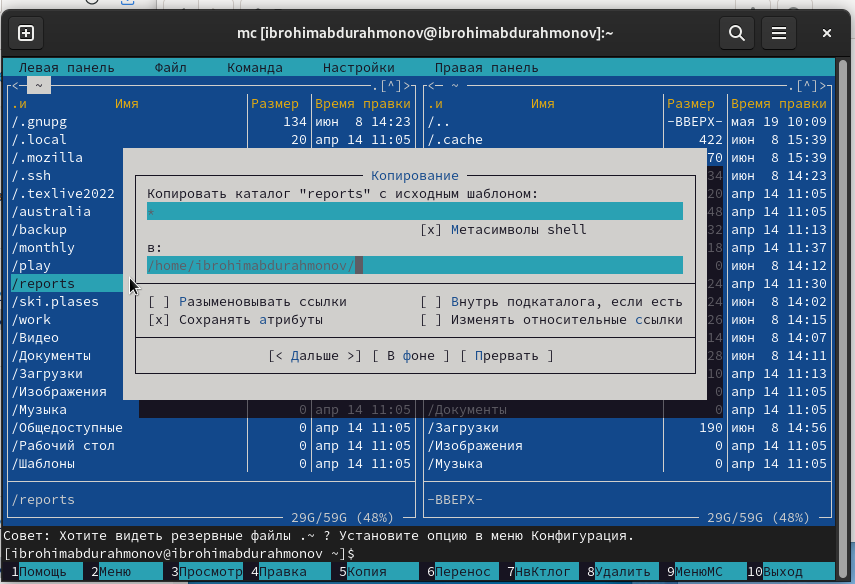 mc [ibrohimabdurahmonov@ibrohimabdurahmonov]:~
Левая панель Файл Команда Настройки Правая панель
<— ~ .[^]> <— ~ .[^]>
.и Имя Размер Время правки .и Имя Размер Время правки
/.gnupg 134 июн 8 14:23 /.. -ВВЕРХ- мая 19 10:09
/.local 20 апр 14 11:05 /.cache 422 июн 8 15:39
/.mozilla 70 июн 8 15:39
/.ssh 34 июн 8 14:23
/.texlive2022 20 апр 14 11:05
/australia 48 апр 14 11:05
/backup 32 апр 14 11:13
/monthly 18 апр 14 11:37
/play 0 июн 8 14:12
/reports 24 апр 14 11:30
/ski.plases 24 июн 8 14:02
/work 26 июн 8 14:15
/Видео 14 июн 8 14:07
/Документы 28 июн 8 14:11
/Загрузки 10 апр 14 11:13
/Изображения 0 апр 14 11:05
/Музыка 0 апр 14 11:05 /Документы 0 апр 14 11:05
/Общедоступные 0 апр 14 11:05 /Загрузки 190 июн 8 14:56
/Рабочий стол 0 апр 14 11:05 /Изображения 0 апр 14 11:05
/Шаблоны 0 апр 14 11:05 /Музыка 0 апр 14 11:05
Копирование
Копировать каталог "reports" с исходным шаблоном:
*
[x] Метасимволы shell
в:
/home/ibrohimabdurahmonov/
[ ] Разыменовывать ссылки [ ] Внутрь подкаталога, если есть
[x] Сохранять атрибуты [ ] Изменять относительные ссылки
[< Дальше >] [ В фоне ] [ Прервать ]
/reports -ВВЕРХ-
29G/59G (48%) 29G/59G (48%)
Совет: Хотите видеть резервные файлы .~ ? Установите опцию в меню Конфигурация.
[ibrohimabdurahmonov@ibrohimabdurahmonov ~]$
1Помощь 2Меню 3Просмотр 4Правка 5Копия 6Перенос 7НвКтлог 8Удалить 9МенюMC 10Выход